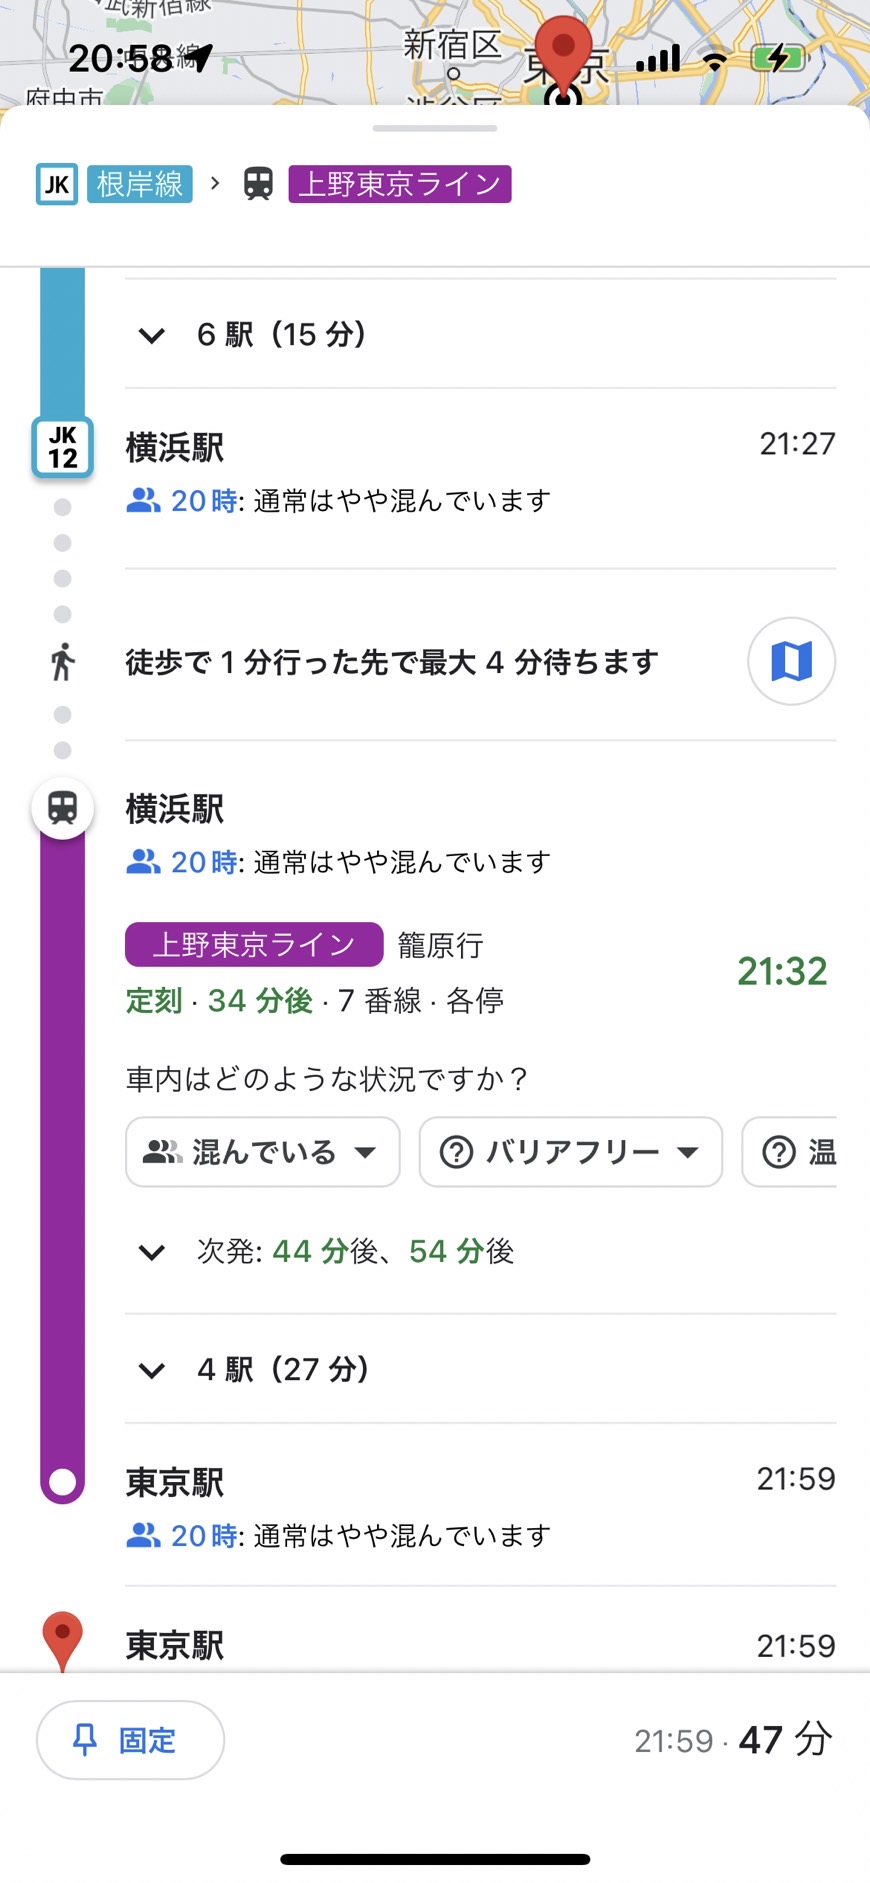 20:58
新宿区
東京
府中市
JK 根岸線 > 上野東京ライン
6 駅（15 分）
JK 12
横浜駅 21:27
20 時: 通常はやや混んでいます
徒歩で 1 分行った先で最大 4 分待ちます
横浜駅
20 時: 通常はやや混んでいます
上野東京ライン 籠原行
21:32
定刻 · 34 分後 · 7 番線 · 各停
車内はどのような状況ですか？
混んでいる バリアフリー 温
次発: 44 分後、54 分後
4 駅（27 分）
東京駅 21:59
20 時: 通常はやや混んでいます
東京駅 21:59
固定 21:59 · 47 分